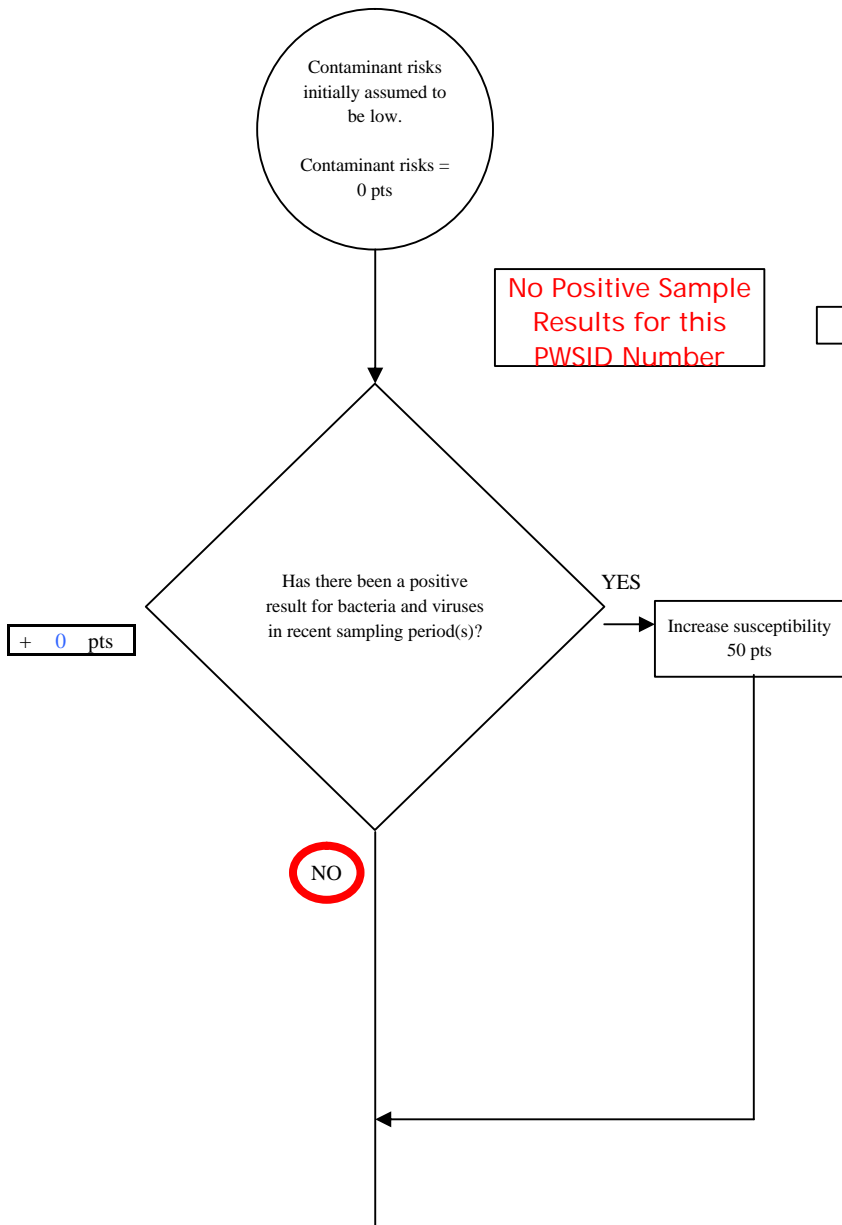 Contaminant risks
initially assumed to
be low.
Contaminant risks =
0 pts
No Positive Sample
Results for this
PWSID Number
Has there been a positive
result for bacteria and viruses
in recent sampling period(s)?
YES
Increase susceptibility
50 pts
+ 0 pts
NO